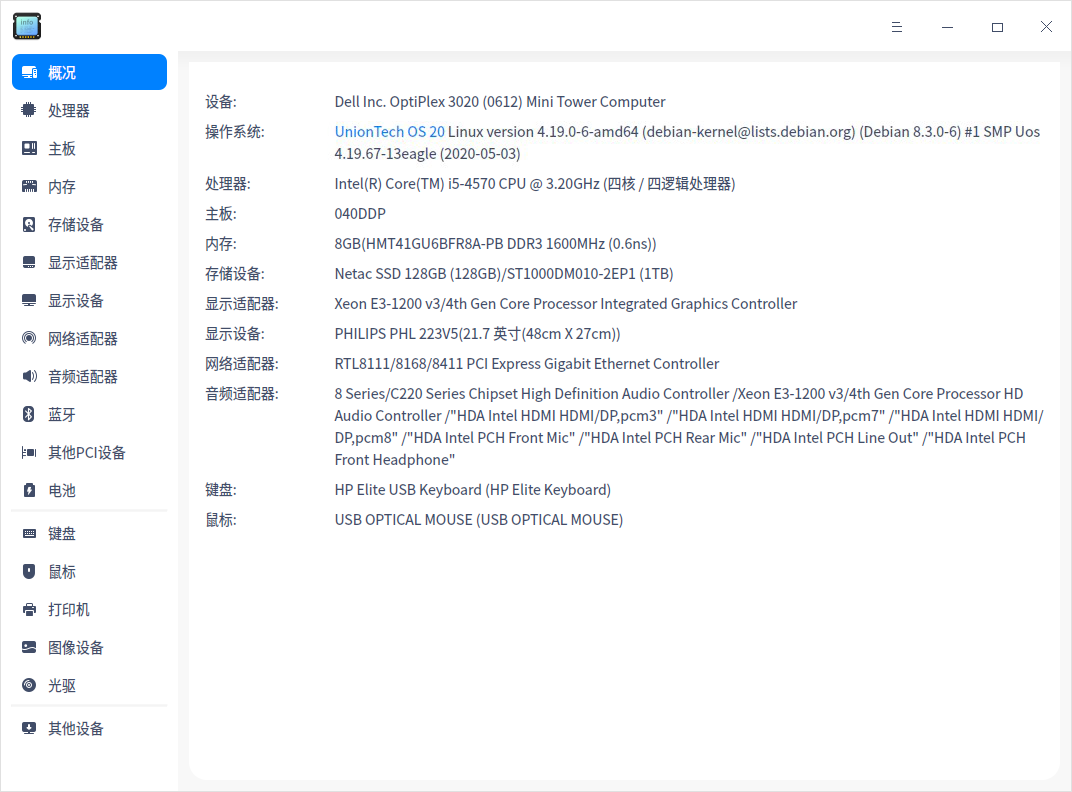 info
概况
处理器
主板
内存
存储设备
显示适配器
显示设备
网络适配器
音频适配器
蓝牙
其他PCI设备
电池
键盘
鼠标
打印机
图像设备
光驱
其他设备
设备: Dell Inc. OptiPlex 3020 (0612) Mini Tower Computer
操作系统: UnionTech OS 20 Linux version 4.19.0-6-amd64 (debian-kernel@lists.debian.org) (Debian 8.3.0-6) #1 SMP Uos
4.19.67-13eagle (2020-05-03)
处理器: Intel(R) Core(TM) i5-4570 CPU @ 3.20GHz (四核 / 四逻辑处理器)
主板: 040DDP
内存: 8GB(HMT41GU6BFR8A-PB DDR3 1600MHz (0.6ns))
存储设备: Netac SSD 128GB (128GB)/ST1000DM010-2EP1 (1TB)
显示适配器: Xeon E3-1200 v3/4th Gen Core Processor Integrated Graphics Controller
显示设备: PHILIPS PHL 223V5(21.7 英寸(48cm X 27cm))
网络适配器: RTL8111/8168/8411 PCI Express Gigabit Ethernet Controller
音频适配器: 8 Series/C220 Series Chipset High Definition Audio Controller /Xeon E3-1200 v3/4th Gen Core Processor HD
Audio Controller /"HDA Intel HDMI HDMI/DP,pcm3" /"HDA Intel HDMI HDMI/DP,pcm7" /"HDA Intel HDMI HDMI/
DP,pcm8" /"HDA Intel PCH Front Mic" /"HDA Intel PCH Rear Mic" /"HDA Intel PCH Line Out" /"HDA Intel PCH
Front Headphone"
键盘: HP Elite USB Keyboard (HP Elite Keyboard)
鼠标: USB OPTICAL MOUSE (USB OPTICAL MOUSE)